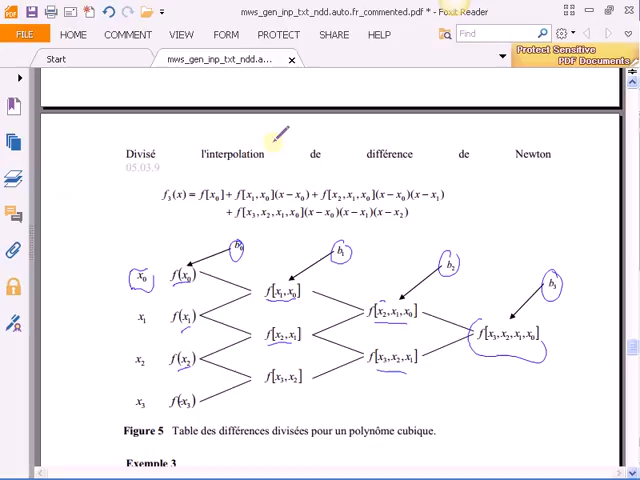 mws_gen_inp_txt_ndd.auto.fr_commented.pdf * - Foxit Reader
FILE HOME COMMENT VIEW FORM PROTECT SHARE HELP Find
Start mws_gen_inp_txt_ndd.a... Protect Sensitive
PDF Documents
Divisé l'interpolation de différence de Newton
05.03.9
f₃(x) = f[x₀] + f[x₁, x₀](x − x₀) + f[x₂, x₁, x₀](x − x₀)(x − x₁)
+ f[x₃, x₂, x₁, x₀](x − x₀)(x − x₁)(x − x₂)
b₀ b₁ b₂ b₃
x₀ f(x₀)
f[x₁, x₀]
x₁ f(x₁) f[x₂, x₁, x₀]
f[x₂, x₁] f[x₃, x₂, x₁, x₀]
x₂ f(x₂) f[x₃, x₂, x₁]
f[x₃, x₂]
x₃ f(x₃)
Figure 5 Table des différences divisées pour un polynôme cubique.
Exemple 3